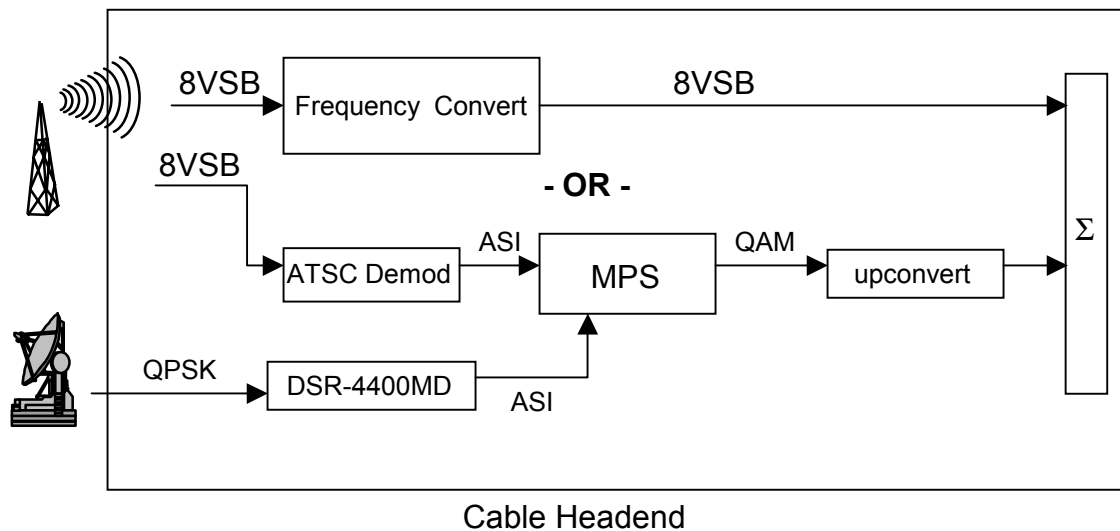 8VSB
Frequency Convert
8VSB
8VSB
- OR -
ATSC Demod
ASI
MPS
QAM
upconvert
Σ
QPSK
DSR-4400MD
ASI
Cable Headend